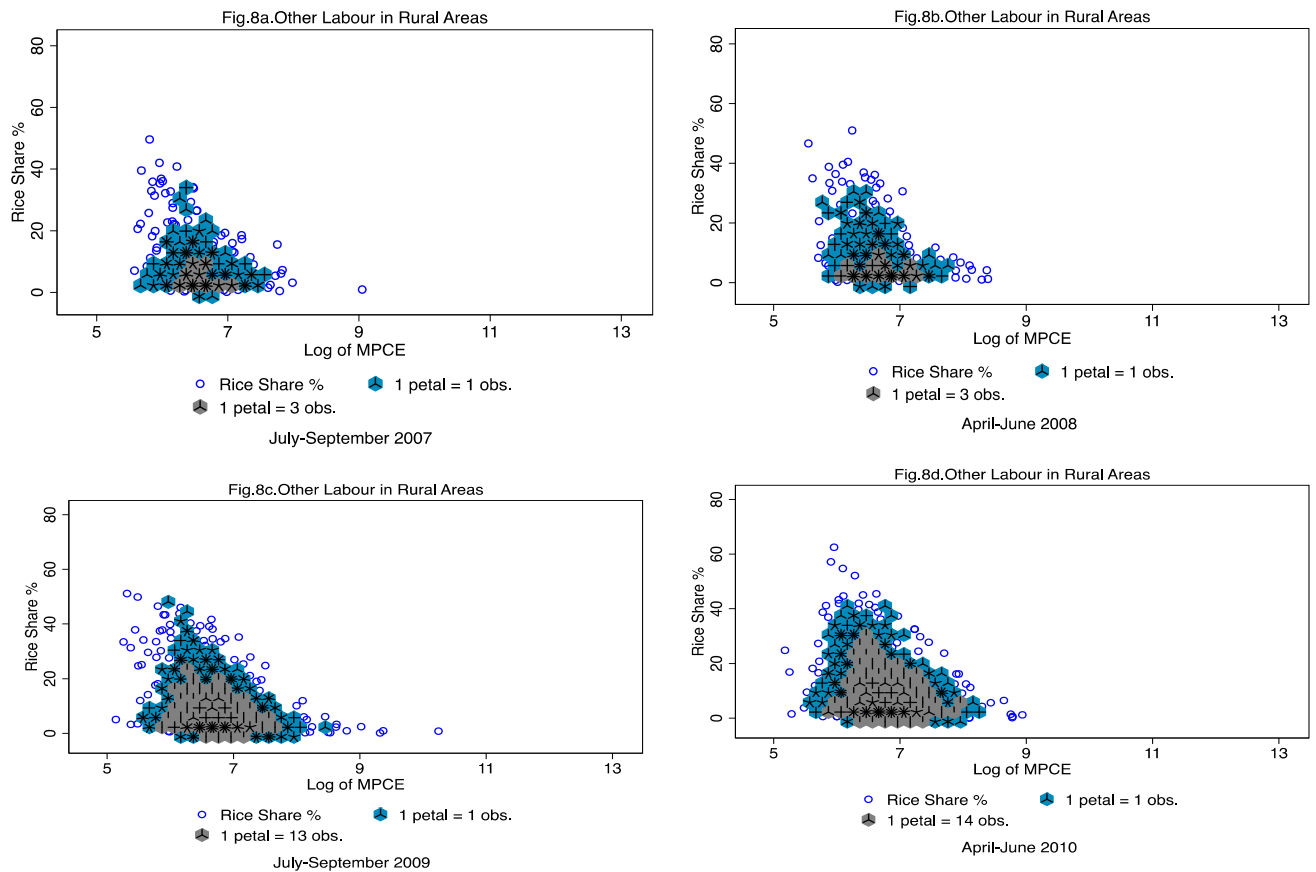 Fig.8a.Other Labour in Rural Areas
80
60
40
20
0
Rice Share %
5 7 9 11 13
Log of MPCE
Rice Share % 1 petal = 1 obs.
1 petal = 3 obs.
July-September 2007
Fig.8b.Other Labour in Rural Areas
80
60
40
20
0
Rice Share %
5 7 9 11 13
Log of MPCE
Rice Share % 1 petal = 1 obs.
1 petal = 3 obs.
April-June 2008
Fig.8c.Other Labour in Rural Areas
80
60
40
20
0
Rice Share %
5 7 9 11 13
Log of MPCE
Rice Share % 1 petal = 1 obs.
1 petal = 13 obs.
July-September 2009
Fig.8d.Other Labour in Rural Areas
80
60
40
20
0
Rice Share %
5 7 9 11 13
Log of MPCE
Rice Share % 1 petal = 1 obs.
1 petal = 14 obs.
April-June 2010